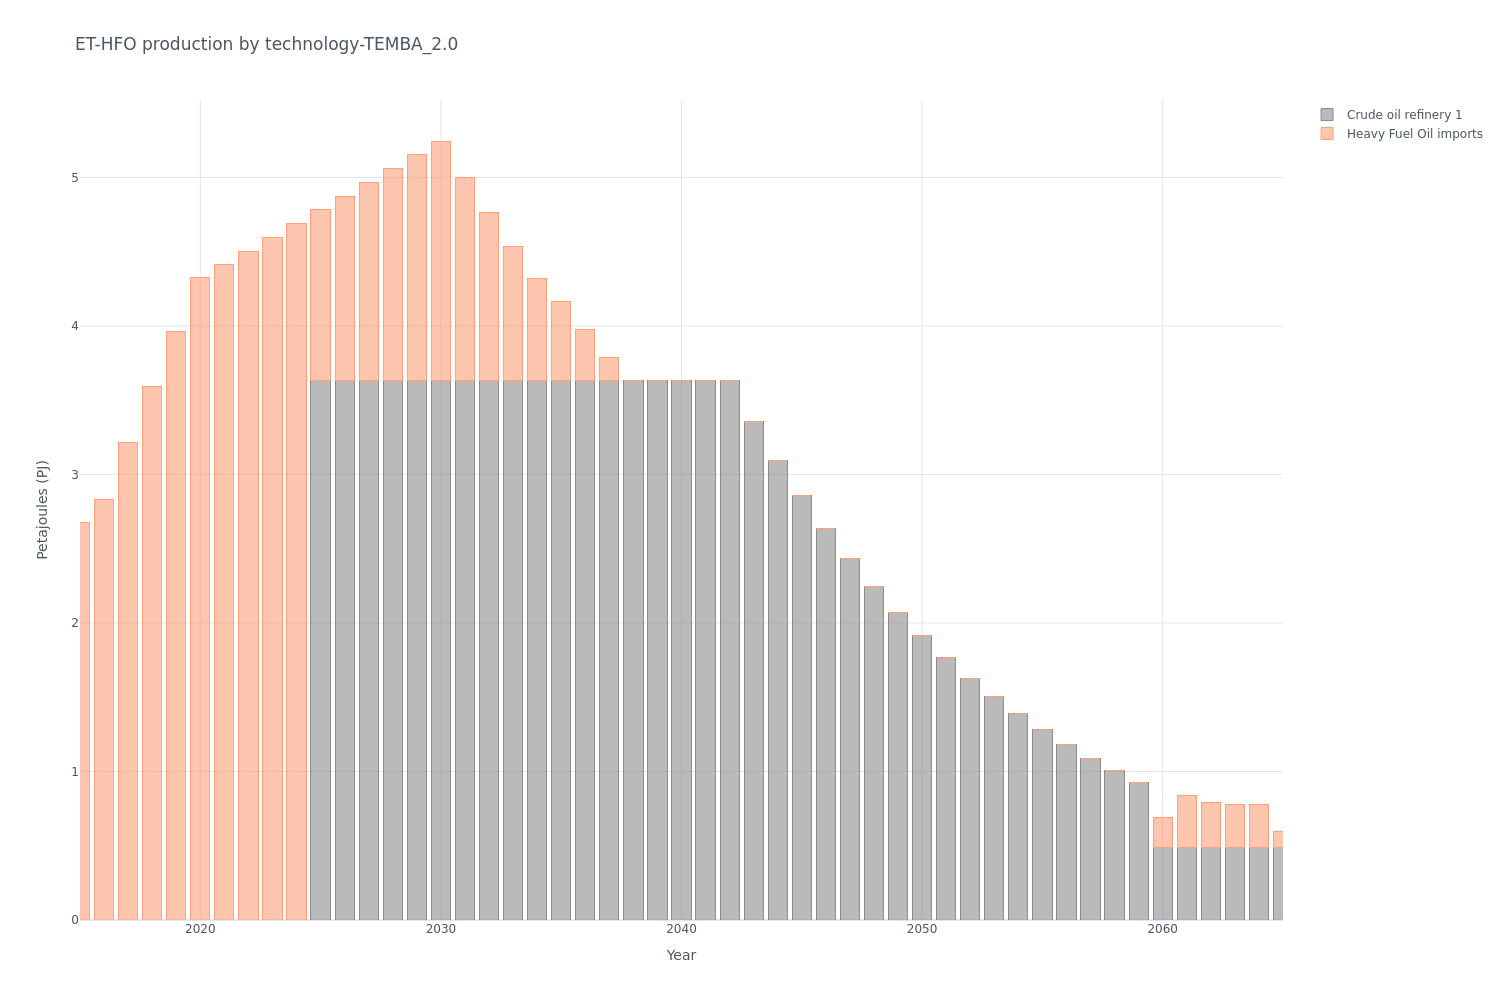 ET-HFO production by technology-TEMBA_2.0
Crude oil refinery 1
Heavy Fuel Oil imports
5
4
3
2
1
0
Petajoules (PJ)
2020
2030
2040
2050
2060
Year